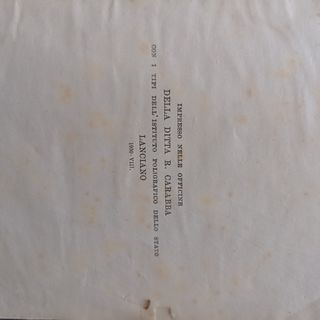 IMPRESSO NELLE OFFICINE
DELLA DITTA R. CARABBA
CON I TIPI DELL'ISTITUTO POLIGRAFICO DELLO STATO
LANCIANO
1930-VIII.